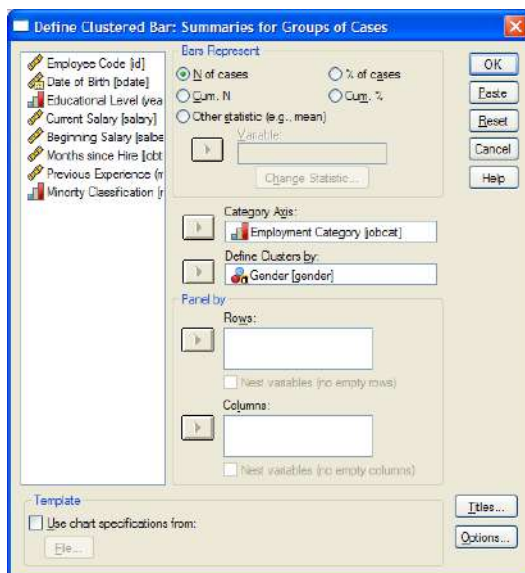 Define Clustered Bar: Summaries for Groups of Cases
Employee Code [id]
Date of Birth [bdate]
Educational Level (yea
Current Salary [salary]
Beginning Salary [salbe
Months since Hire [jobt
Previous Experience (m
Minority Classification [r
Bars Represent
N of cases
% of cases
Cum. N
Cum. %
Other statistic (e.g., mean)
Variable:
Change Statistic...
Category Axis:
Employment Category [jobcat]
Define Clusters by:
Gender [gender]
Panel by
Rows:
Nest variables (no empty rows)
Columns:
Nest variables (no empty columns)
OK
Paste
Reset
Cancel
Help
Template
Use chart specifications from:
File...
Titles...
Options...